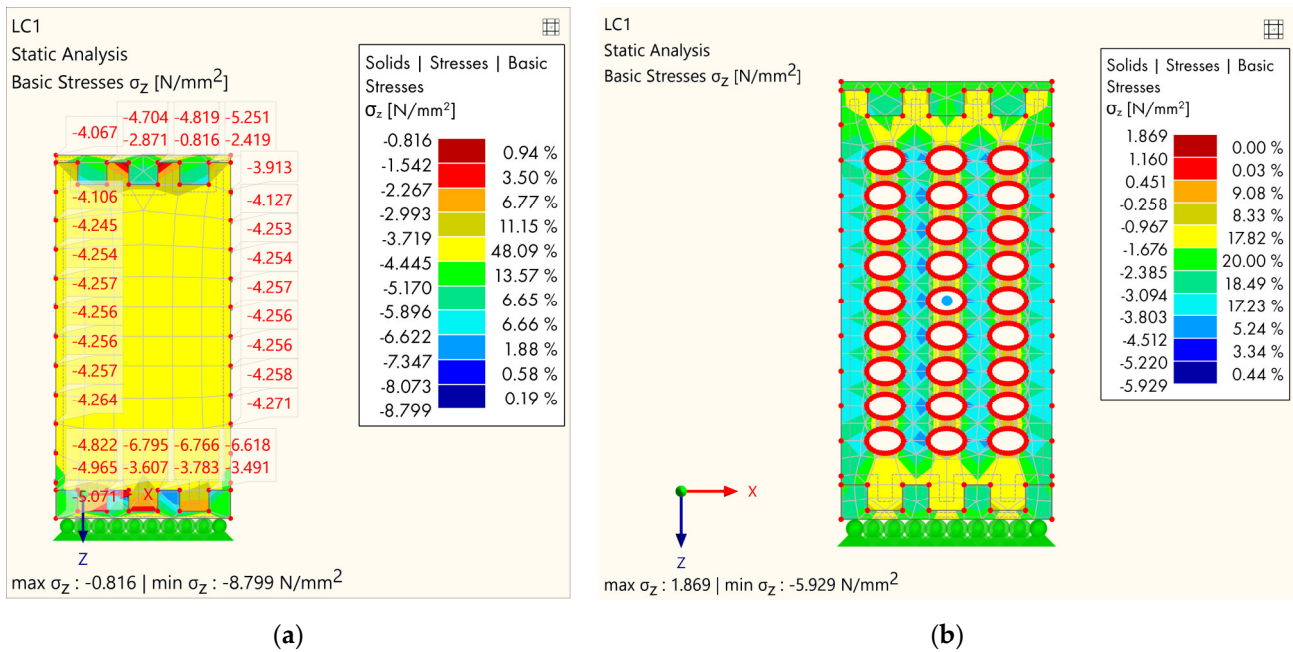 LC1
Static Analysis
Basic Stresses σz [N/mm2]
-4.067
-4.704 -4.819 -5.251
-2.871 -0.816 -2.419
-3.913
-4.106
-4.127
-4.245
-4.253
-4.254
-4.254
-4.257
-4.257
-4.256
-4.256
-4.256
-4.256
-4.257
-4.258
-4.264
-4.271
-4.822 -6.795 -6.766 -6.618
-4.965 -3.607 -3.783 -3.491
-5.071
X
Z
max σz : -0.816 | min σz : -8.799 N/mm2
Solids | Stresses | Basic
Stresses
σz [N/mm2]
-0.816
0.94 %
-1.542
3.50 %
-2.267
6.77 %
-2.993
11.15 %
-3.719
48.09 %
-4.445
13.57 %
-5.170
6.65 %
-5.896
6.66 %
-6.622
1.88 %
-7.347
0.58 %
-8.073
0.19 %
-8.799
(a)
LC1
Static Analysis
Basic Stresses σz [N/mm2]
X
Z
max σz : 1.869 | min σz : -5.929 N/mm2
Solids | Stresses | Basic
Stresses
σz [N/mm2]
1.869
0.00 %
1.160
0.03 %
0.451
9.08 %
-0.258
8.33 %
-0.967
17.82 %
-1.676
20.00 %
-2.385
18.49 %
-3.094
17.23 %
-3.803
5.24 %
-4.512
3.34 %
-5.220
0.44 %
-5.929
(b)